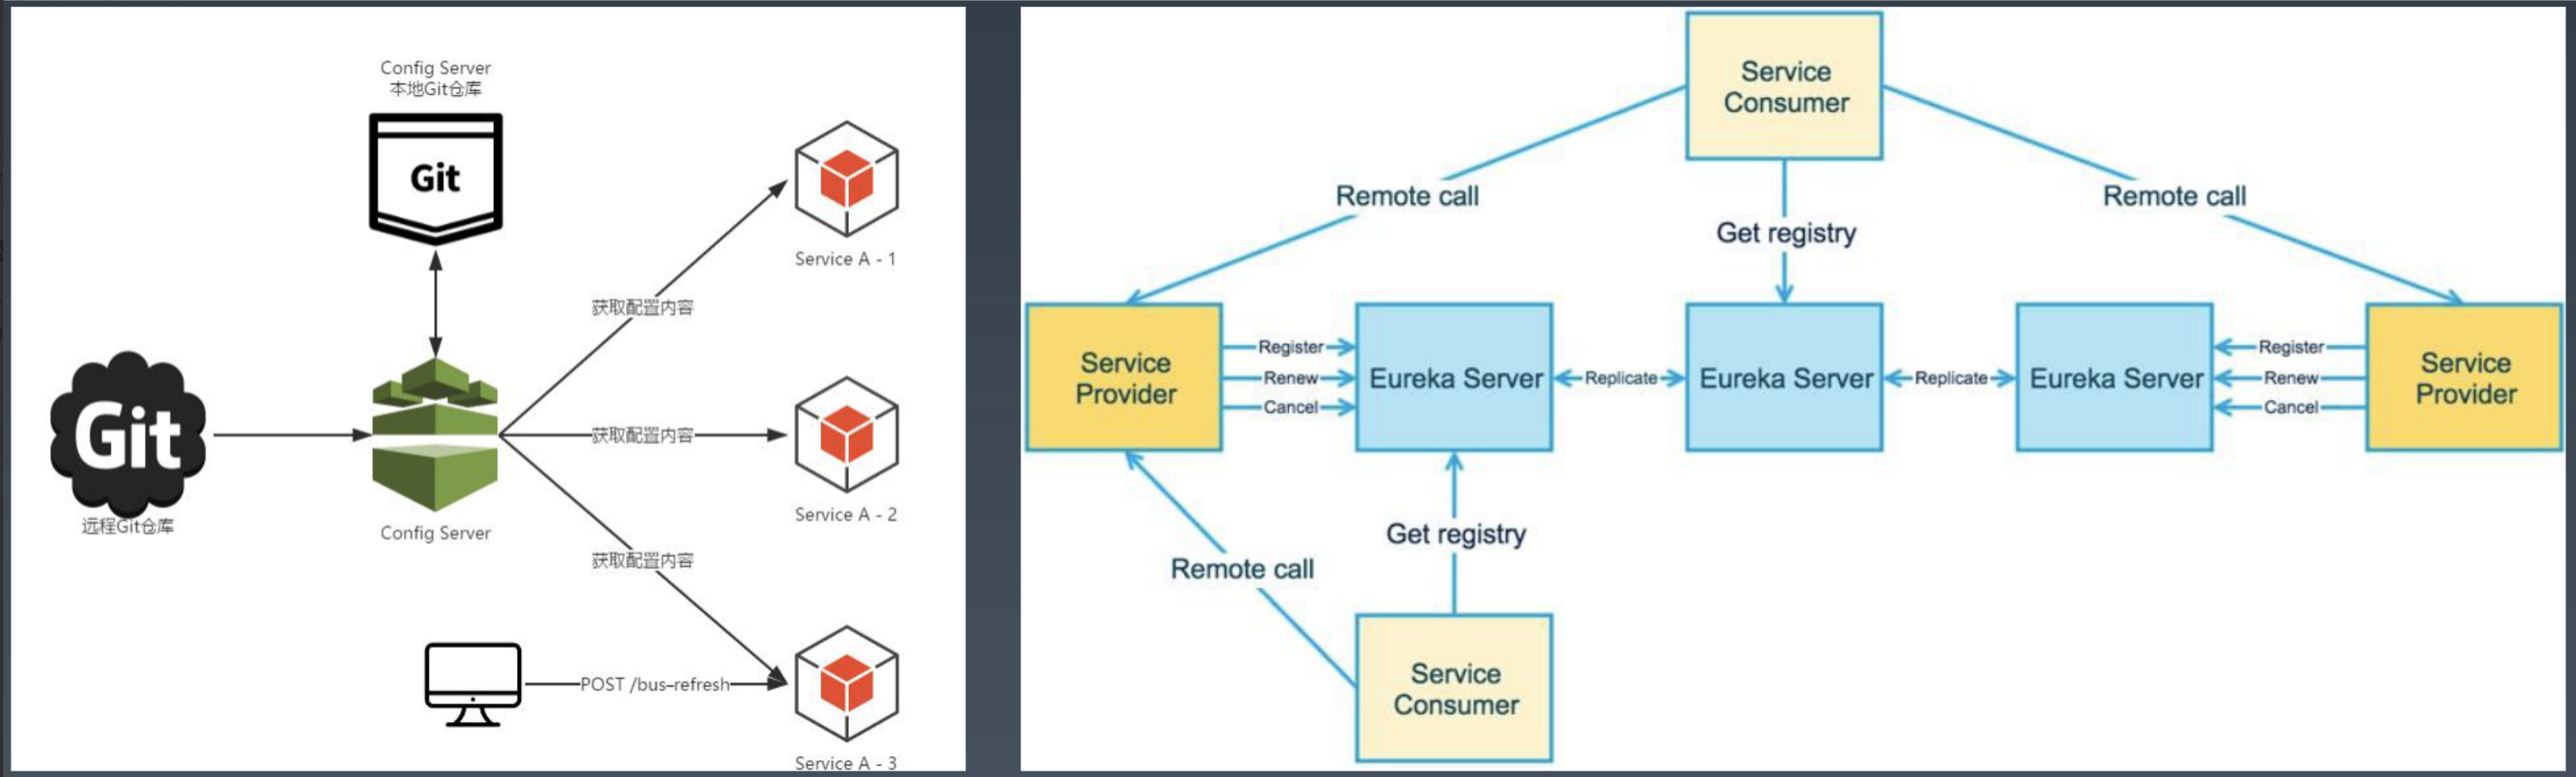 Config Server
本地Git仓库
Git
Service A - 1
获取配置内容
Git
远程Git仓库
Config Server
获取配置内容
Service A - 2
获取配置内容
POST /bus-refresh
Service A - 3
Service
Consumer
Remote call
Remote call
Get registry
Service
Provider
Register
Renew
Cancel
Eureka Server
Replicate
Eureka Server
Replicate
Eureka Server
Register
Renew
Cancel
Service
Provider
Get registry
Remote call
Service
Consumer